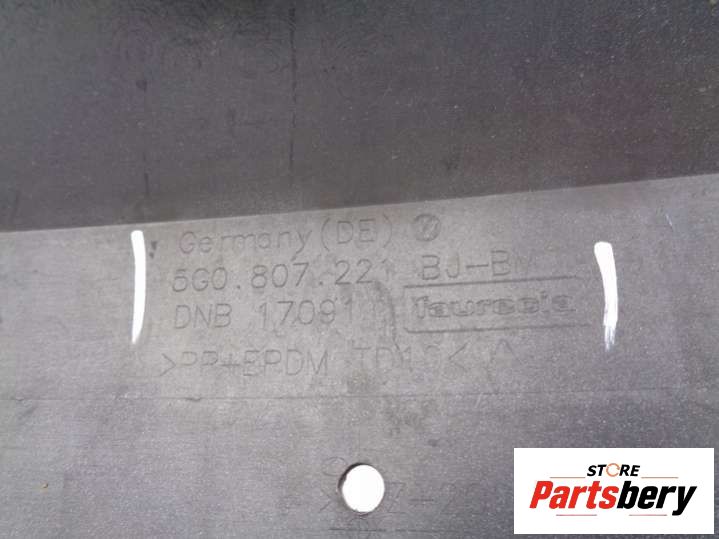 Germany (DE)
5G0.807.221 BJ-BM
DNB 17091 faurecia
>PP+EPDM TD10<
STORE
Partsbery